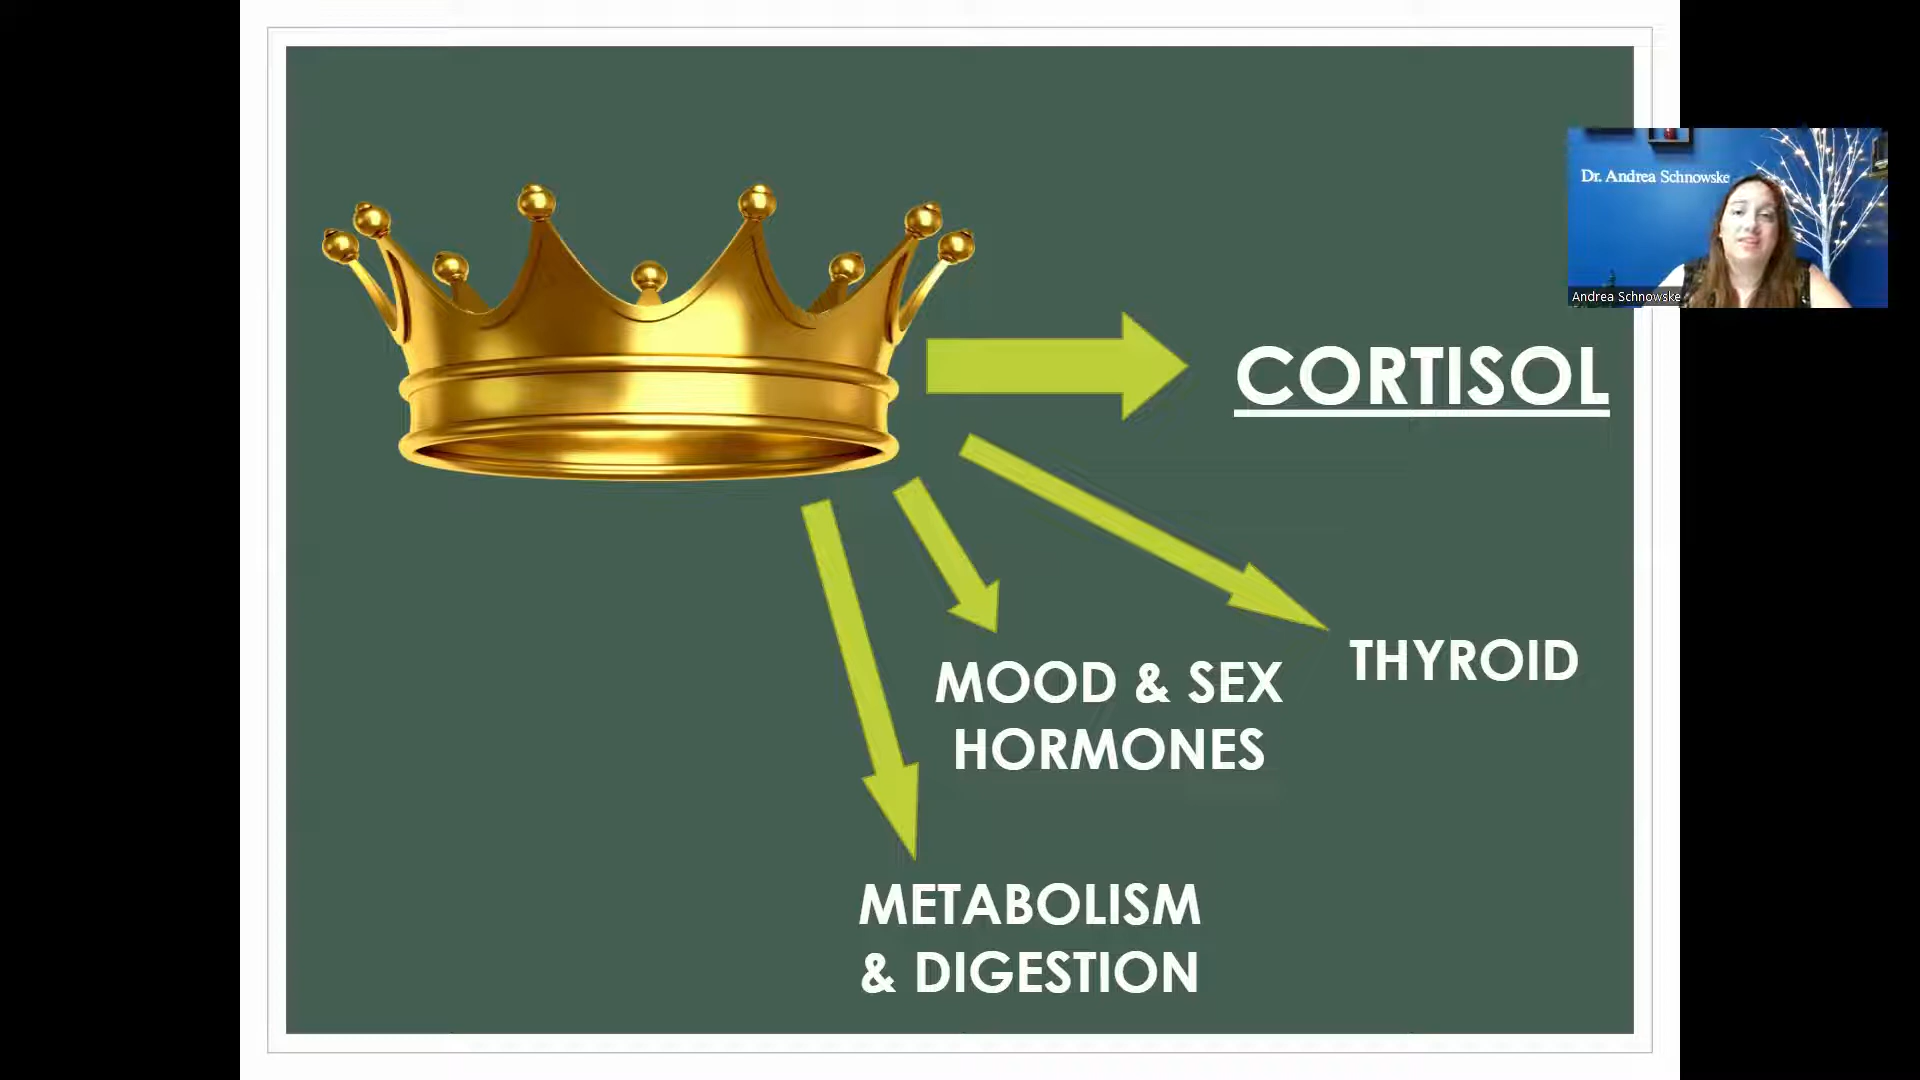 Dr. Andrea Schnowske
Andrea Schnowske
CORTISOL
THYROID
MOOD & SEX
HORMONES
METABOLISM
& DIGESTION